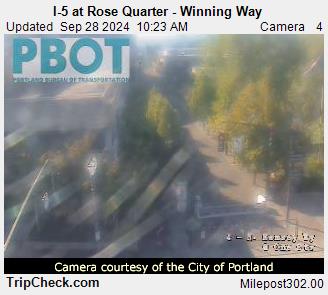 I-5 at Rose Quarter - Winning Way
Updated Sep 28 2024 10:23 AM Camera 4
PBOT
PORTLAND BUREAU OF TRANSPORTATION
Camera courtesy of the City of Portland
TripCheck.com Milepost302.00